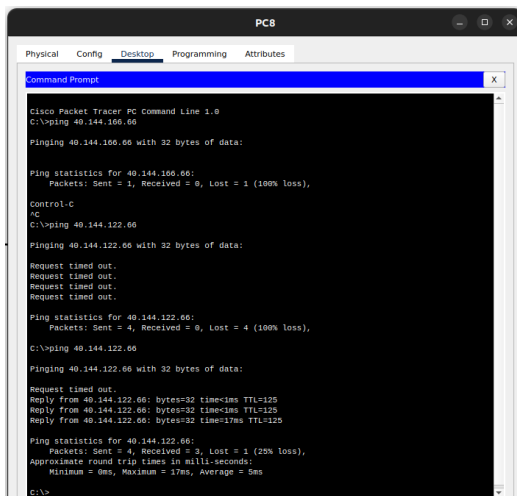 PC8
Physical Config Desktop Programming Attributes
Command Prompt X
Cisco Packet Tracer PC Command Line 1.0
C:\>ping 40.144.166.66
Pinging 40.144.166.66 with 32 bytes of data:
Ping statistics for 40.144.166.66:
Packets: Sent = 1, Received = 0, Lost = 1 (100% loss),
Control-C
^C
C:\>ping 40.144.122.66
Pinging 40.144.122.66 with 32 bytes of data:
Request timed out.
Request timed out.
Request timed out.
Request timed out.
Ping statistics for 40.144.122.66:
Packets: Sent = 4, Received = 0, Lost = 4 (100% loss),
C:\>ping 40.144.122.66
Pinging 40.144.122.66 with 32 bytes of data:
Request timed out.
Reply from 40.144.122.66: bytes=32 time<1ms TTL=125
Reply from 40.144.122.66: bytes=32 time<1ms TTL=125
Reply from 40.144.122.66: bytes=32 time=17ms TTL=125
Ping statistics for 40.144.122.66:
Packets: Sent = 4, Received = 3, Lost = 1 (25% loss),
Approximate round trip times in milli-seconds:
Minimum = 0ms, Maximum = 17ms, Average = 5ms
C:\>